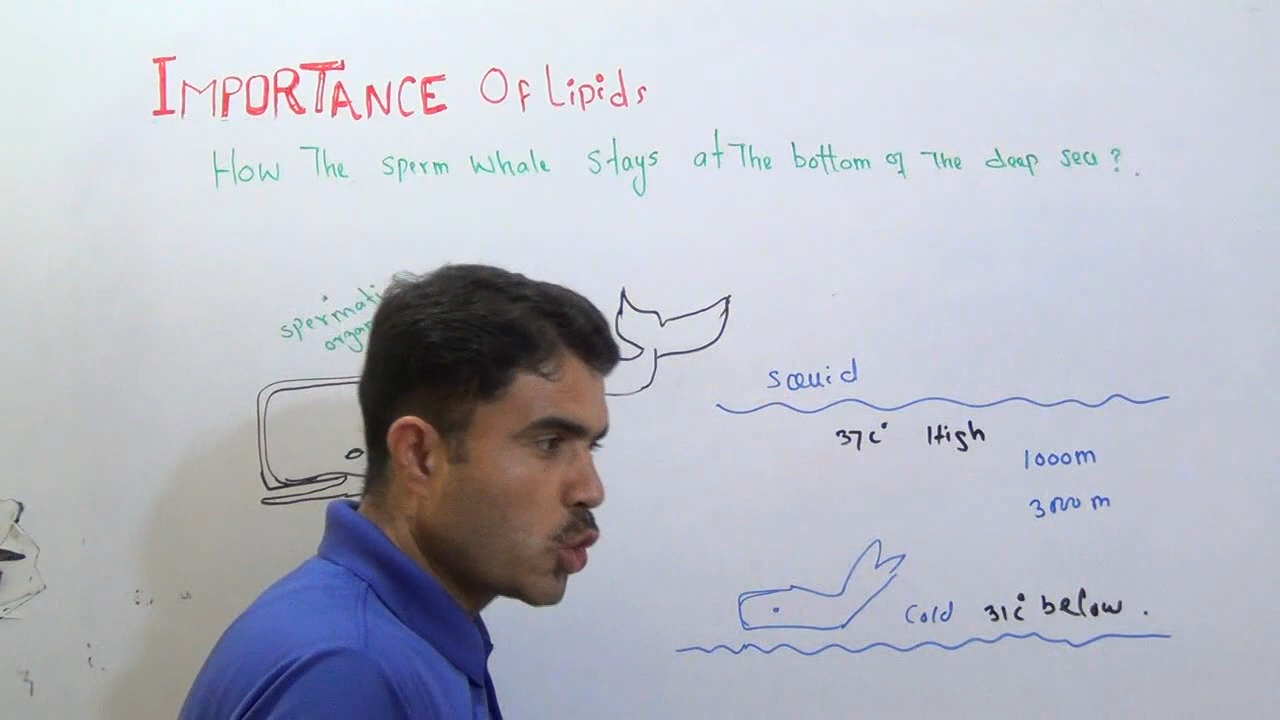 IMPORTANCE Of Lipids
How The sperm whale stays at The bottom of The deep sea?
squid
37c° High
1000m
3000 m
Cold 31c° below.